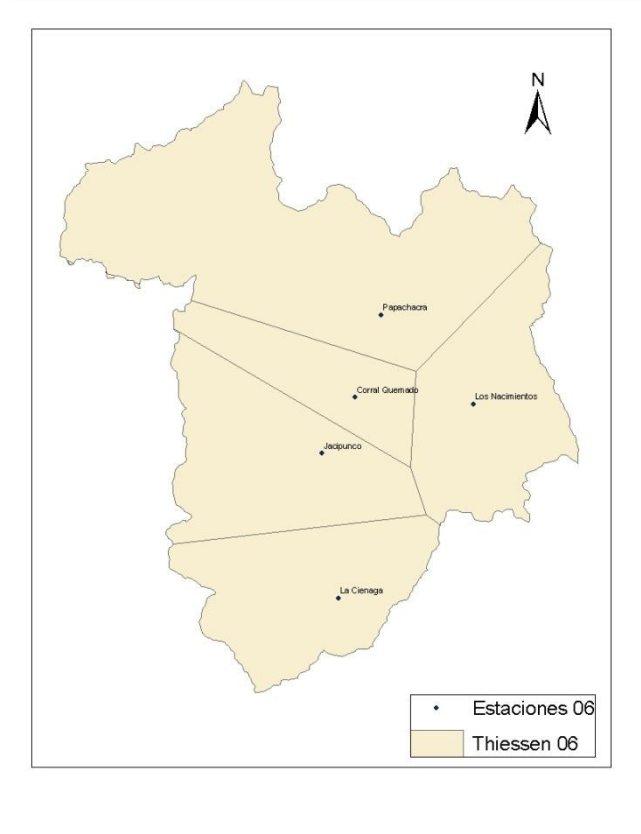 N
Papachacra
Corral Quemado
Los Nacimientos
Jacipunco
La Cienaga
Estaciones 06
Thiessen 06